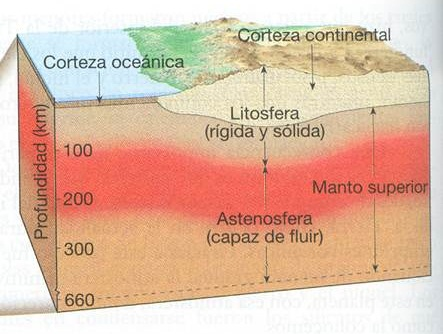 Corteza continental
Corteza oceánica
Litosfera
(rígida y sólida)
Profundidad (km)
100
200
300
660
Manto superior
Astenosfera
(capaz de fluir)